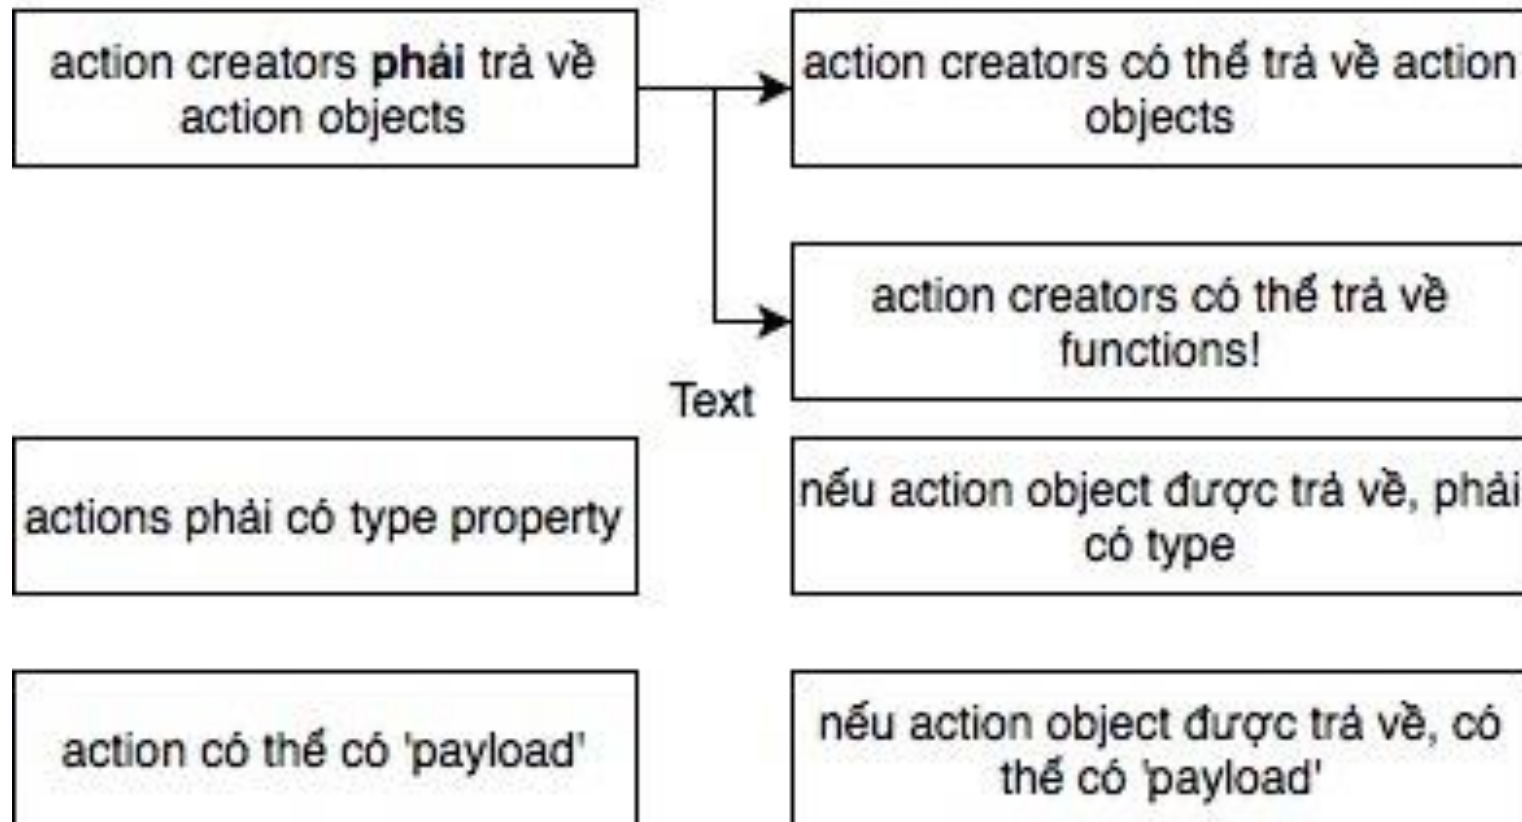 action creators phải trả về
action objects
action creators có thể trả về action
objects
action creators có thể trả về
functions!
Text
actions phải có type property
nếu action object được trả về, phải
có type
action có thể có 'payload'
nếu action object được trả về, có
thể có 'payload'